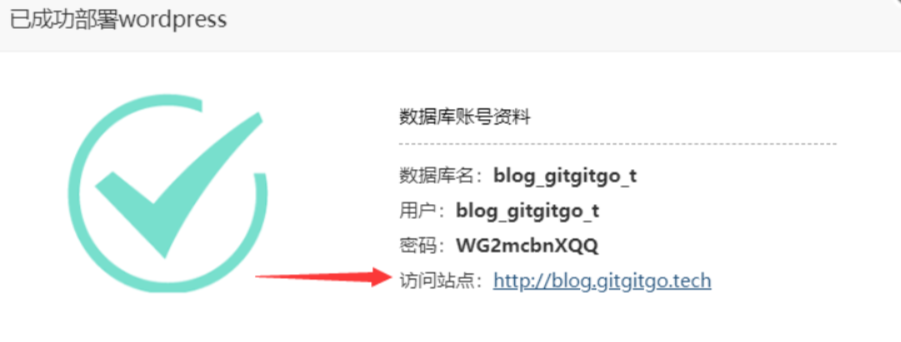 已成功部署wordpress
数据库账号资料
数据库名：blog_gitgitgo_t
用户：blog_gitgitgo_t
密码：WG2mcbnXQQ
访问站点：http://blog.gitgitgo.tech